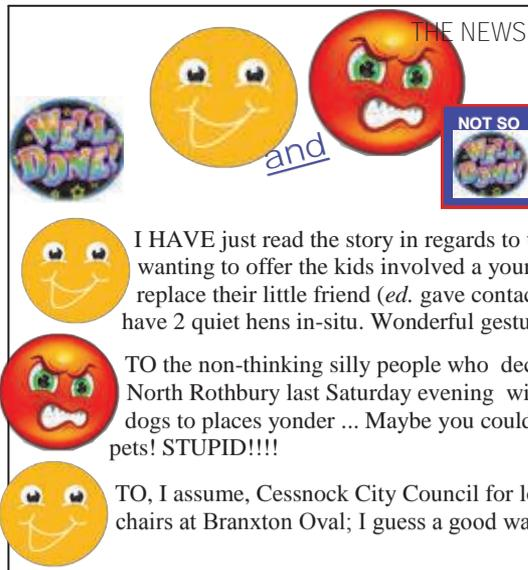 THE NEWS
WELL DONE!
and
NOT SO
WELL DONE!
I HAVE just read the story in regards to
wanting to offer the kids involved a your
replace their little friend (ed. gave contac
have 2 quiet hens in-situ. Wonderful gestu
TO the non-thinking silly people who dec
North Rothbury last Saturday evening wi
dogs to places yonder ... Maybe you could
pets! STUPID!!!!
TO, I assume, Cessnock City Council for l
chairs at Branxton Oval; I guess a good wa